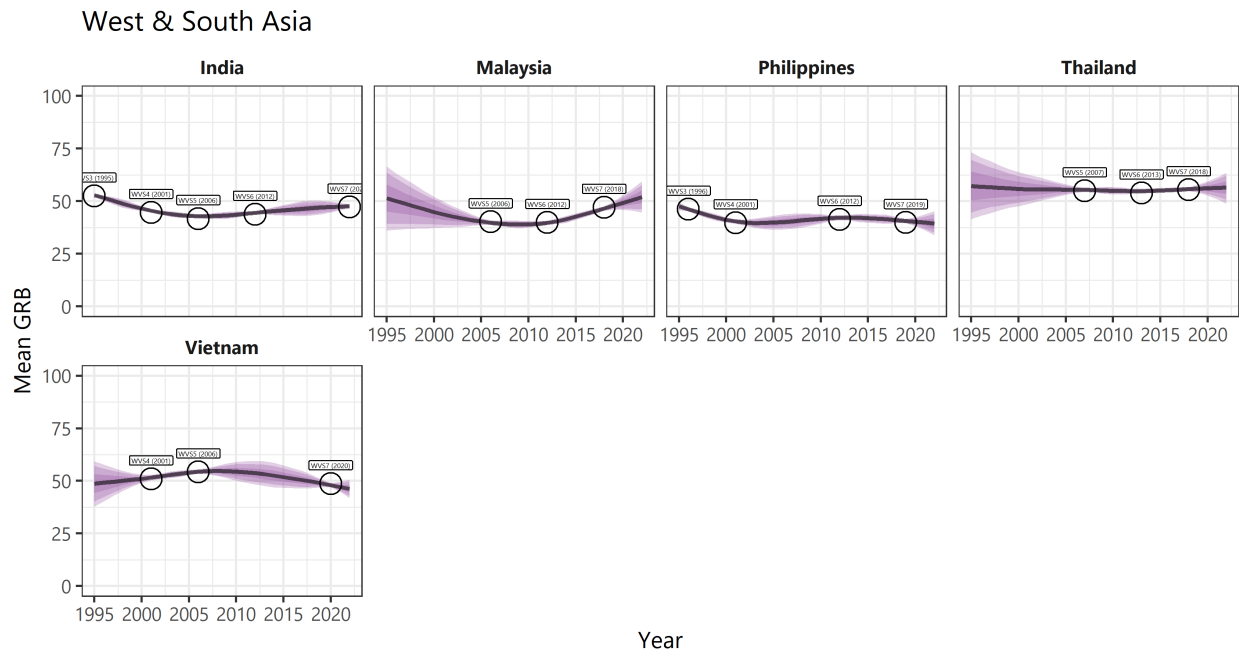 West & South Asia
India Malaysia Philippines Thailand
100
75
50
25
0
VS3 (1995)
WVS4 (2001)
WVS5 (2006)
WVS6 (2012)
WVS7 (202
WVS5 (2006)
WVS6 (2012)
WVS7 (2018)
WVS3 (1996)
WVS4 (2001)
WVS6 (2012)
WVS7 (2019)
WVS5 (2007)
WVS6 (2013)
WVS7 (2018)
1995 2000 2005 2010 2015 2020
1995 2000 2005 2010 2015 2020
1995 2000 2005 2010 2015 2020
Mean GRB
Vietnam
100
75
50
25
0
WVS4 (2001)
WVS5 (2006)
WVS7 (2020)
1995 2000 2005 2010 2015 2020
Year